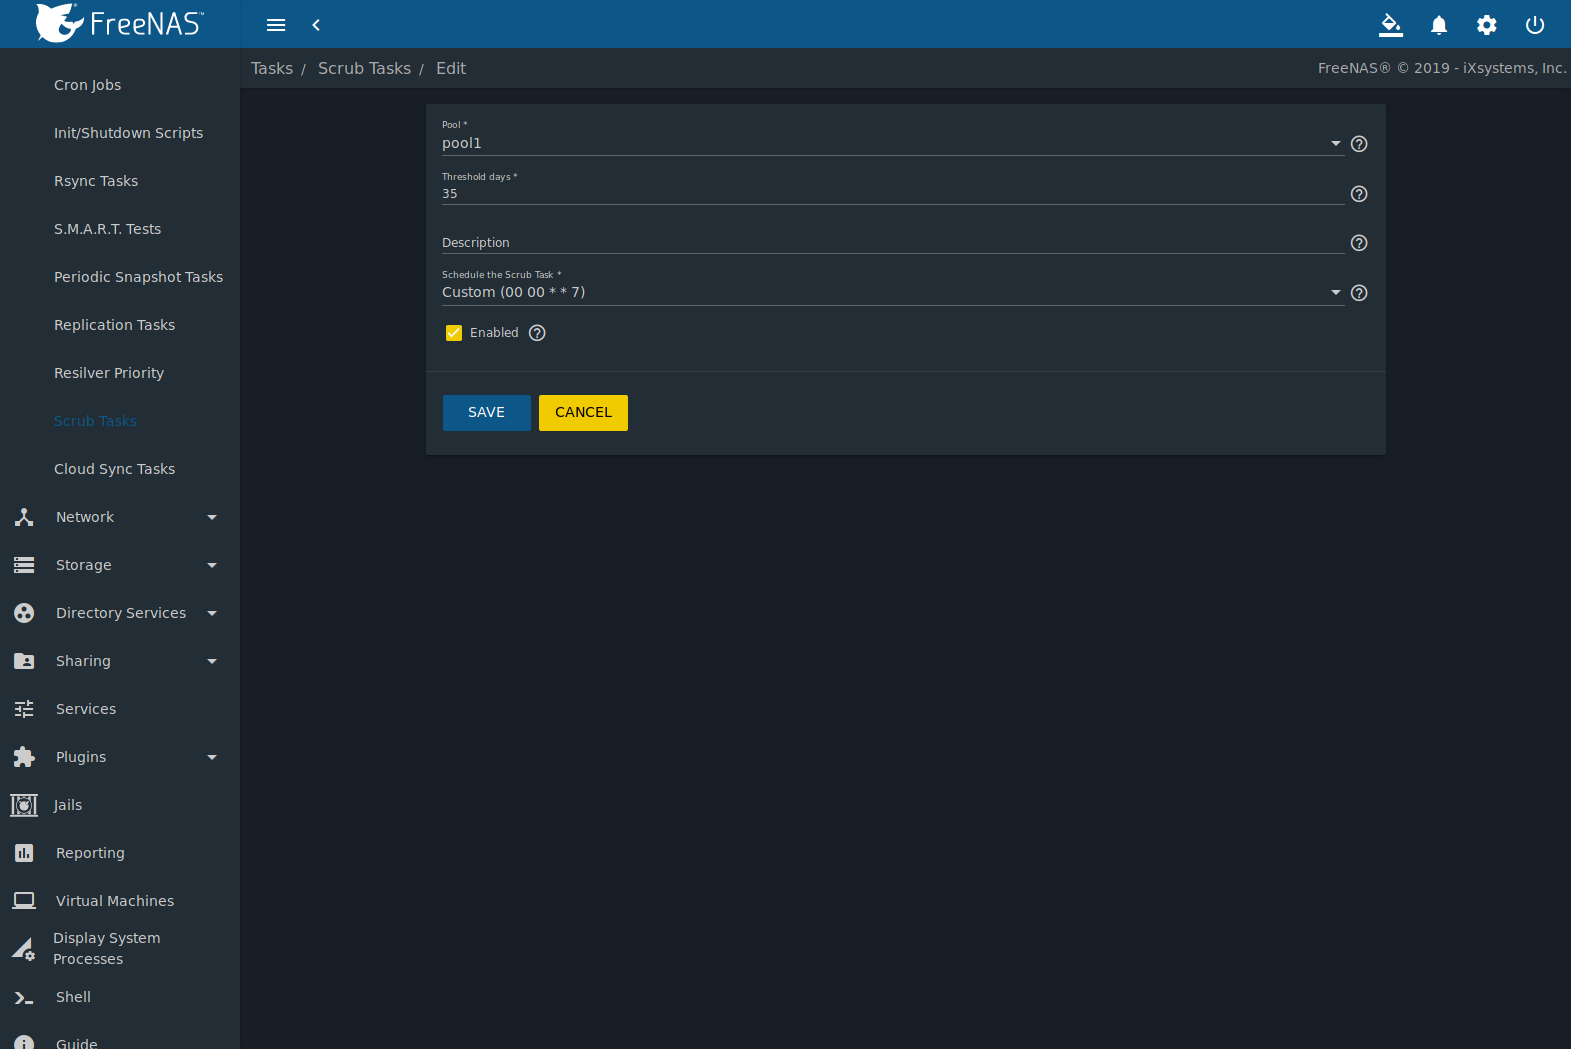 FreeNAS™
Tasks / Scrub Tasks / Edit
FreeNAS® © 2019 - iXsystems, Inc.
Cron Jobs
Init/Shutdown Scripts
Rsync Tasks
S.M.A.R.T. Tests
Periodic Snapshot Tasks
Replication Tasks
Resilver Priority
Scrub Tasks
Cloud Sync Tasks
Network
Storage
Directory Services
Sharing
Services
Plugins
Jails
Reporting
Virtual Machines
Display System
Processes
Shell
Guide
Pool *
pool1
Threshold days *
35
Description
Schedule the Scrub Task *
Custom (00 00 * * 7)
Enabled
SAVE
CANCEL